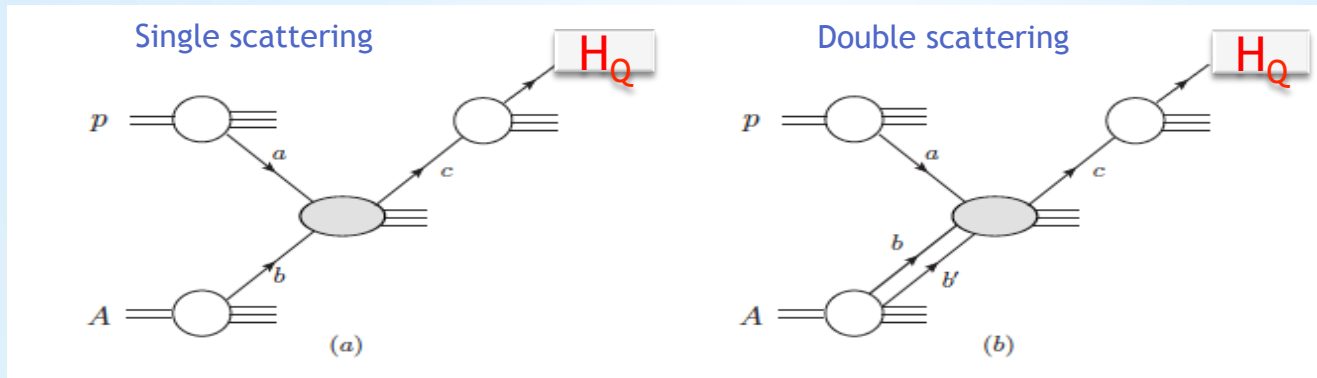 Single scattering
H_Q
p
a
c
b
A
(a)
Double scattering
H_Q
p
a
c
b
b′
A
(b)